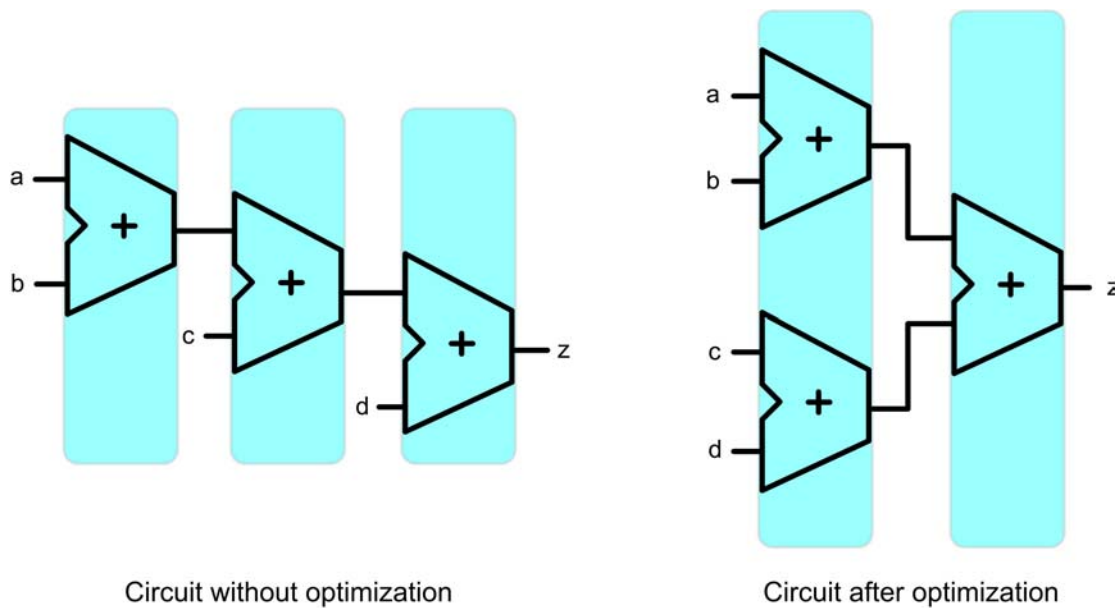 a
b
+
c
+
d
+
z
a
b
+
c
d
+
+
z
Circuit without optimization
Circuit after optimization